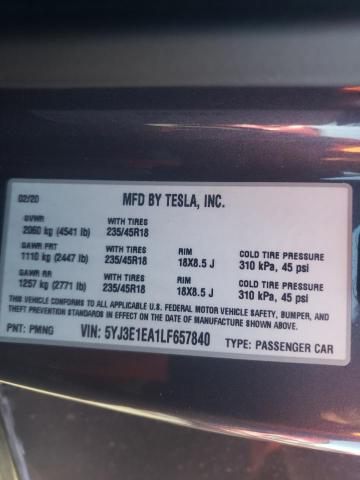 02/20 MFD BY TESLA, INC.
GVWR WITH TIRES
2060 kg (4541 lb) 235/45R18
GAWR FRT WITH TIRES RIM COLD TIRE PRESSURE
1110 kg (2447 lb) 235/45R18 18X8.5 J 310 kPa, 45 psi
GAWR RR WITH TIRES RIM COLD TIRE PRESSURE
1257 kg (2771 lb) 235/45R18 18X8.5 J 310 kPa, 45 psi
THIS VEHICLE CONFORMS TO ALL APPLICABLE U.S. FEDERAL MOTOR VEHICLE SAFETY, BUMPER, AND
THEFT PREVENTION STANDARDS IN EFFECT ON THE DATE OF MANUFACTURE SHOWN ABOVE.
PNT: PMNG VIN: 5YJ3E1EA1LF657840 TYPE: PASSENGER CAR